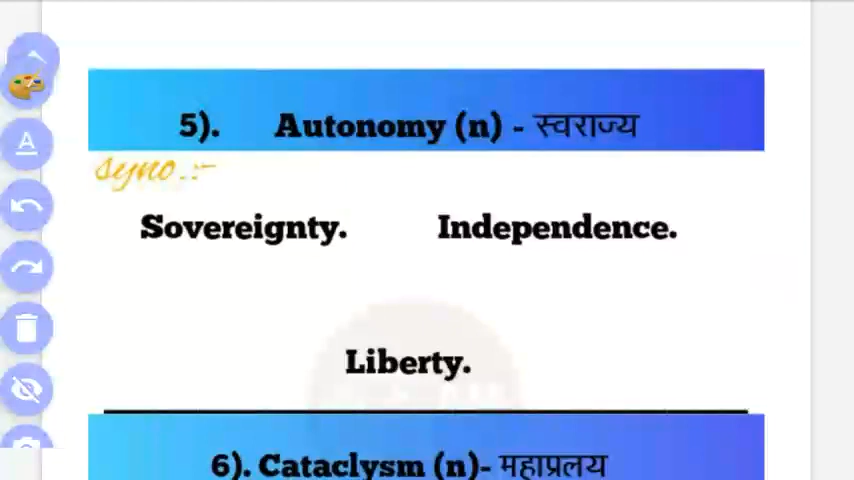 5). Autonomy (n) - स्वराज्य
syno.:-
Sovereignty. Independence.
Liberty.
6). Cataclysm (n)- महाप्रलय